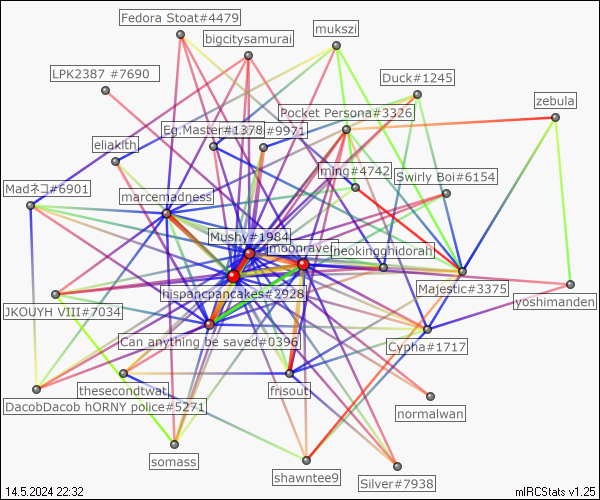 Fedora Stoat#4479
bigcitysamurai
mukszi
LPK2387 #7690
Duck#1245
zebula
Pocket Persona#3326
Eg.Master#1378
#9971
eliakith
ming#4742
Swirly Boi#6154
Madネコ#6901
marcemadness
Mushy#1984
moonraven
neokinghidorah
Majestic#3375
yoshimanden
hispancpancakes#2928
JKOUYH VIII#7034
Can anything be saved#0396
Cypha#1717
thesecondtwat
frisout
DacobDacob hORNY police#5271
normalwan
somass
shawntee9
Silver#7938
14.5.2024 22:32
mIRCStats v1.25